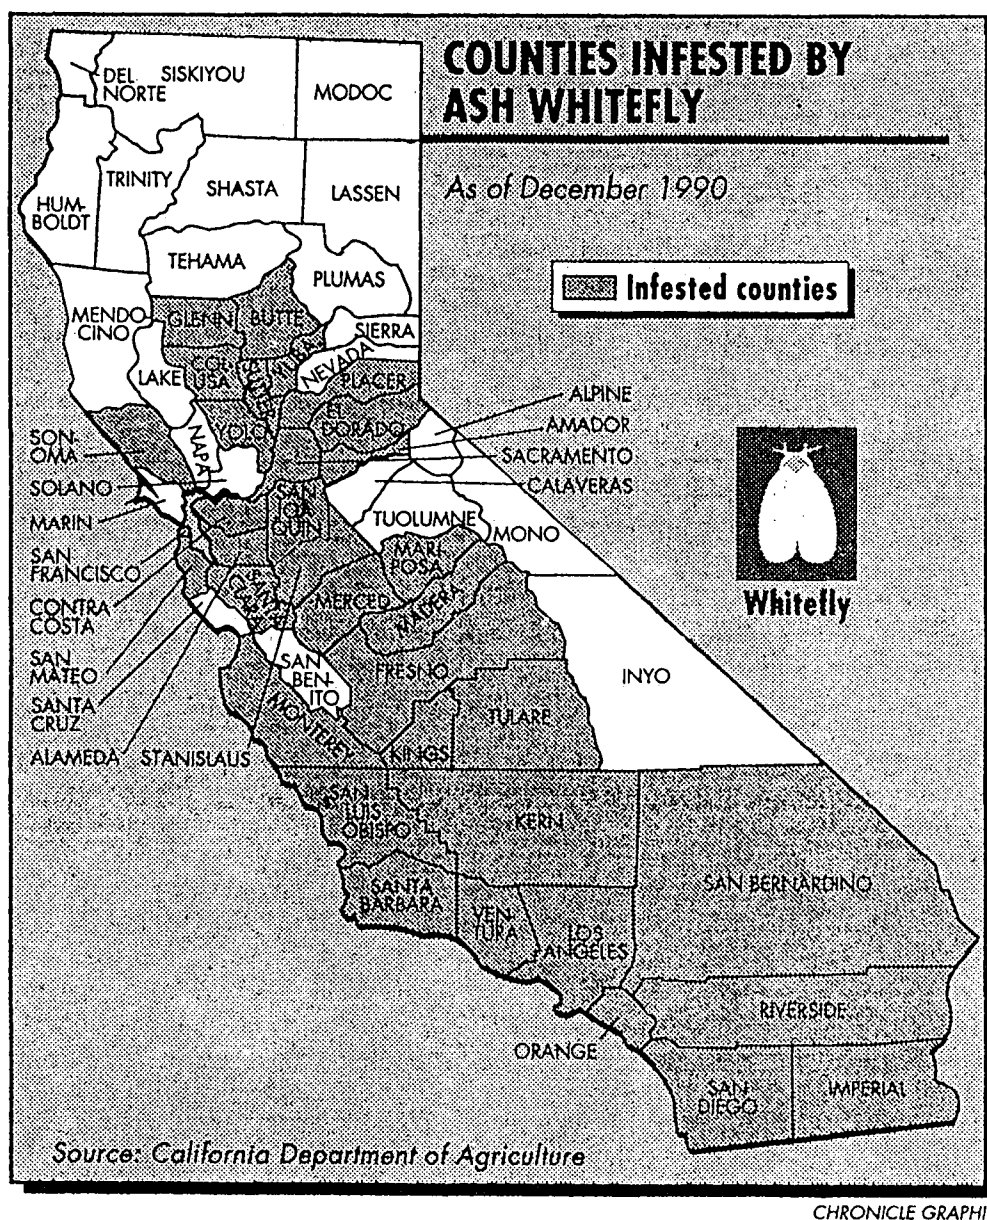 COUNTIES INFESTED BY
ASH WHITEFLY
As of December 1990
Infested counties
DEL
NORTE
SISKIYOU
MODOC
HUM-
BOLDT
TRINITY
SHASTA
LASSEN
TEHAMA
PLUMAS
MENDO
CINO
GLENN
BUTTE
SIERRA
YUBA
NEVADA
LAKE
COL-
USA
SUTTER
PLACER
EL
DORADO
YOLO
NAPA
ALPINE
AMADOR
SACRAMENTO
CALAVERAS
SON-
OMA
SOLANO
MARIN
SAN
FRANCISCO
CONTRA
COSTA
SAN
MATEO
SANTA
CRUZ
ALAMEDA
STANISLAUS
SAN
JOA
QUIN
TUOLUMNE
MONO
MARI
POSA
SANTA
CLARA
MERCED
MADERA
Whitefly
SAN
BEN-
ITO
FRESNO
INYO
MONTEREY
KINGS
TULARE
SAN
LUIS
OBISPO
KERN
SANTA
BARBARA
VEN-
TURA
LOS
ANGELES
SAN BERNARDINO
RIVERSIDE
ORANGE
SAN
DIEGO
IMPERIAL
Source: California Department of Agriculture
CHRONICLE GRAPHI